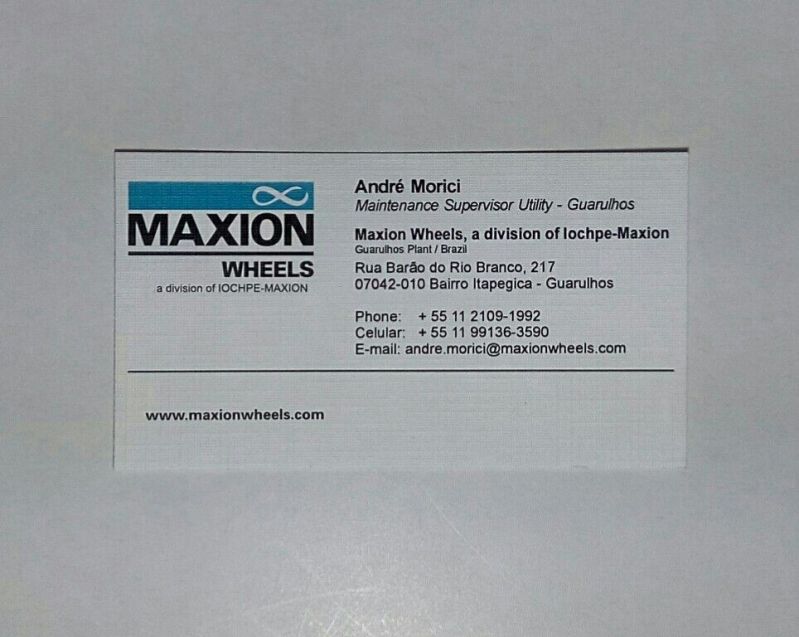 MAXION
WHEELS
a division of IOCHPE-MAXION
André Morici
Maintenance Supervisor Utility - Guarulhos
Maxion Wheels, a division of Iochpe-Maxion
Guarulhos Plant / Brazil
Rua Barão do Rio Branco, 217
07042-010 Bairro Itapegica - Guarulhos
Phone: + 55 11 2109-1992
Celular: + 55 11 99136-3590
E-mail: andre.morici@maxionwheels.com
www.maxionwheels.com